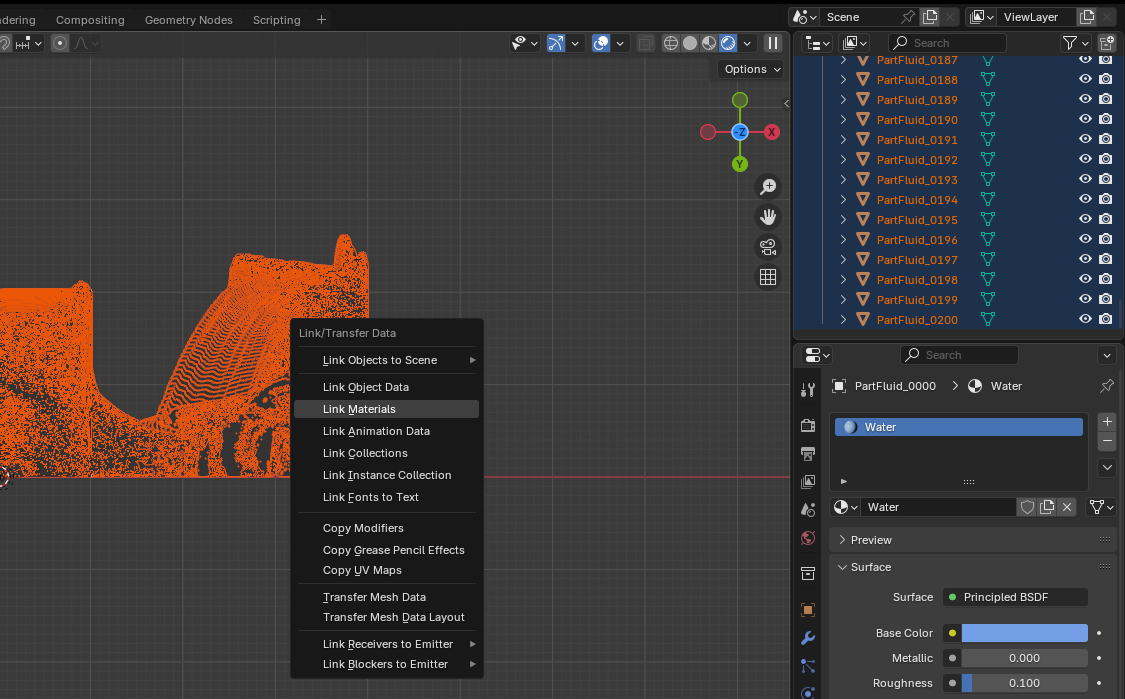 dering Compositing Geometry Nodes Scripting +
Scene
ViewLayer
Options
-Z
X
Y
Search
PartFluid_0187
PartFluid_0188
PartFluid_0189
PartFluid_0190
PartFluid_0191
PartFluid_0192
PartFluid_0193
PartFluid_0194
PartFluid_0195
PartFluid_0196
PartFluid_0197
PartFluid_0198
PartFluid_0199
PartFluid_0200
Link/Transfer Data
Link Objects to Scene
Link Object Data
Link Materials
Link Animation Data
Link Collections
Link Instance Collection
Link Fonts to Text
Copy Modifiers
Copy Grease Pencil Effects
Copy UV Maps
Transfer Mesh Data
Transfer Mesh Data Layout
Link Receivers to Emitter
Link Blockers to Emitter
Search
PartFluid_0000 > Water
Water
Water
Preview
Surface
Surface Principled BSDF
Base Color
Metallic 0.000
Roughness 0.100